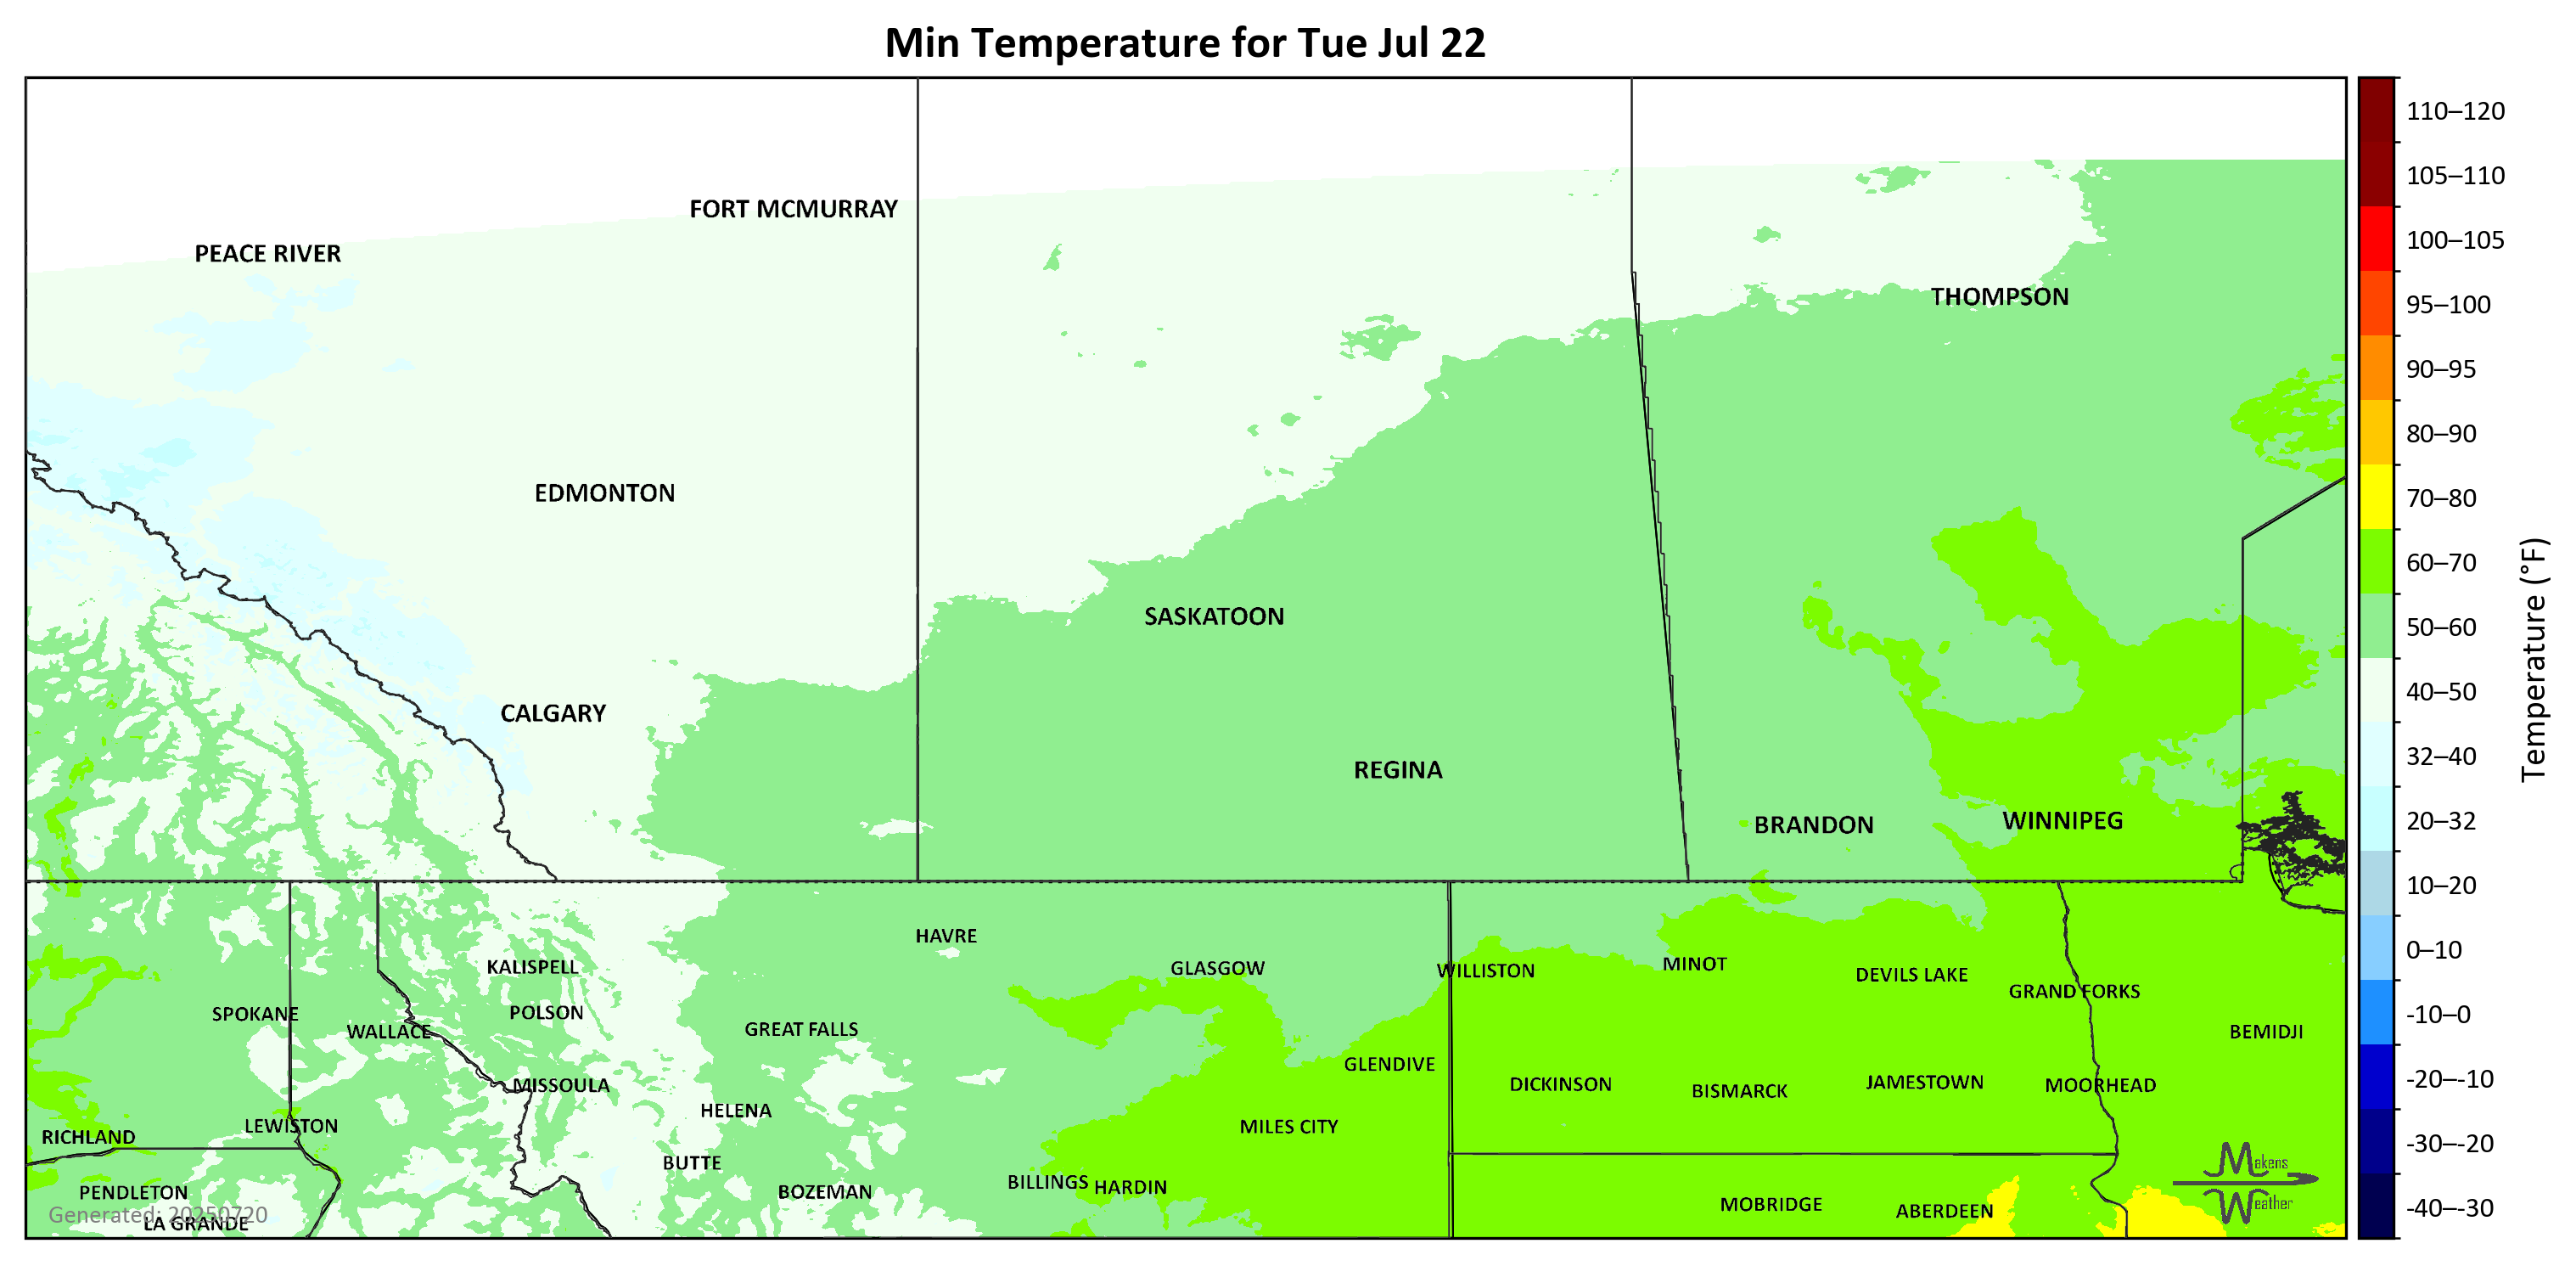 Min Temperature for Tue Jul 22
110–120
105–110
100–105
95–100
90–95
80–90
70–80
60–70
50–60
40–50
32–40
20–32
10–20
0–10
-10–0
-20–-10
-30–-20
-40–-30
Temperature (°F)
FORT MCMURRAY
PEACE RIVER
THOMPSON
EDMONTON
SASKATOON
CALGARY
REGINA
BRANDON
WINNIPEG
HAVRE
KALISPELL
GLASGOW
WILLISTON
MINOT
DEVILS LAKE
GRAND FORKS
SPOKANE
POLSON
WALLACE
GREAT FALLS
BEMIDJI
GLENDIVE
MISSOULA
DICKINSON
BISMARCK
JAMESTOWN
MOORHEAD
HELENA
LEWISTON
MILES CITY
RICHLAND
BUTTE
PENDLETON
BOZEMAN
BILLINGS
HARDIN
MOBRIDGE
ABERDEEN
Generated: 20250720
LA GRANDE
Makens
Weather